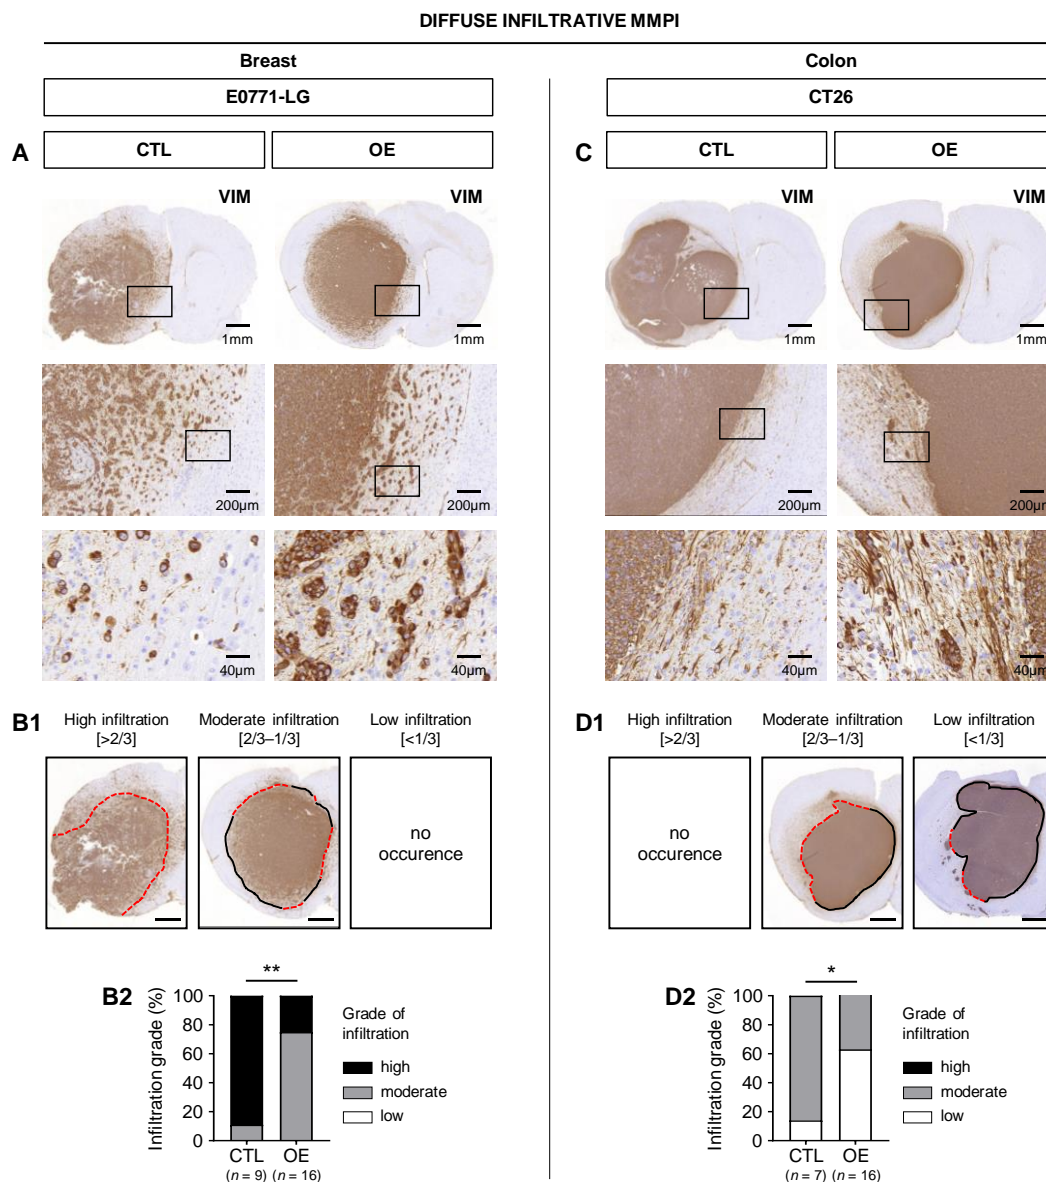 DIFFUSE INFILTRATIVE MMPI
Breast
E0771-LG
A
CTL
OE
VIM
VIM
1mm
1mm
200µm
200µm
40µm
40µm
B1
High infiltration
[>2/3]
Moderate infiltration
[2/3–1/3]
Low infiltration
[<1/3]
no
occurence
B2
**
Infiltration grade (%)
100
80
60
40
20
0
CTL
(n = 9)
OE
(n = 16)
Grade of
infiltration
high
moderate
low
Colon
CT26
C
CTL
OE
VIM
VIM
1mm
1mm
200µm
200µm
40µm
40µm
D1
High infiltration
[>2/3]
Moderate infiltration
[2/3–1/3]
Low infiltration
[<1/3]
no
occurence
D2
*
Infiltration grade (%)
100
80
60
40
20
0
CTL
(n = 7)
OE
(n = 16)
Grade of
infiltration
high
moderate
low